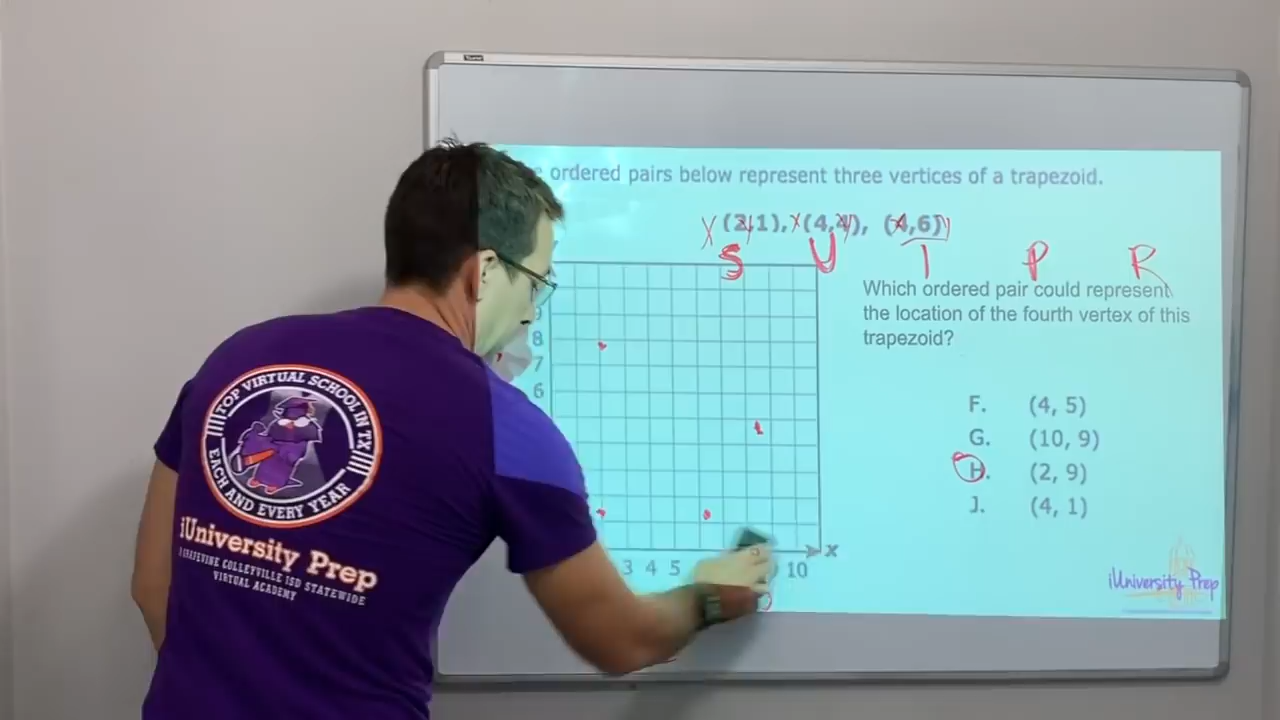 ordered pairs below represent three vertices of a trapezoid.
X (2,1), X (4,4), (4,6) y
S U T P R
Which ordered pair could represent
the location of the fourth vertex of this
trapezoid?
8
7
6
3 4 5 10 x
F. (4, 5)
G. (10, 9)
H. (2, 9)
J. (4, 1)
iUniversity Prep
TOP VIRTUAL SCHOOL IN TX
EACH AND EVERY YEAR
iUniversity Prep
GRAPEVINE COLLEYVILLE ISD STATEWIDE
VIRTUAL ACADEMY